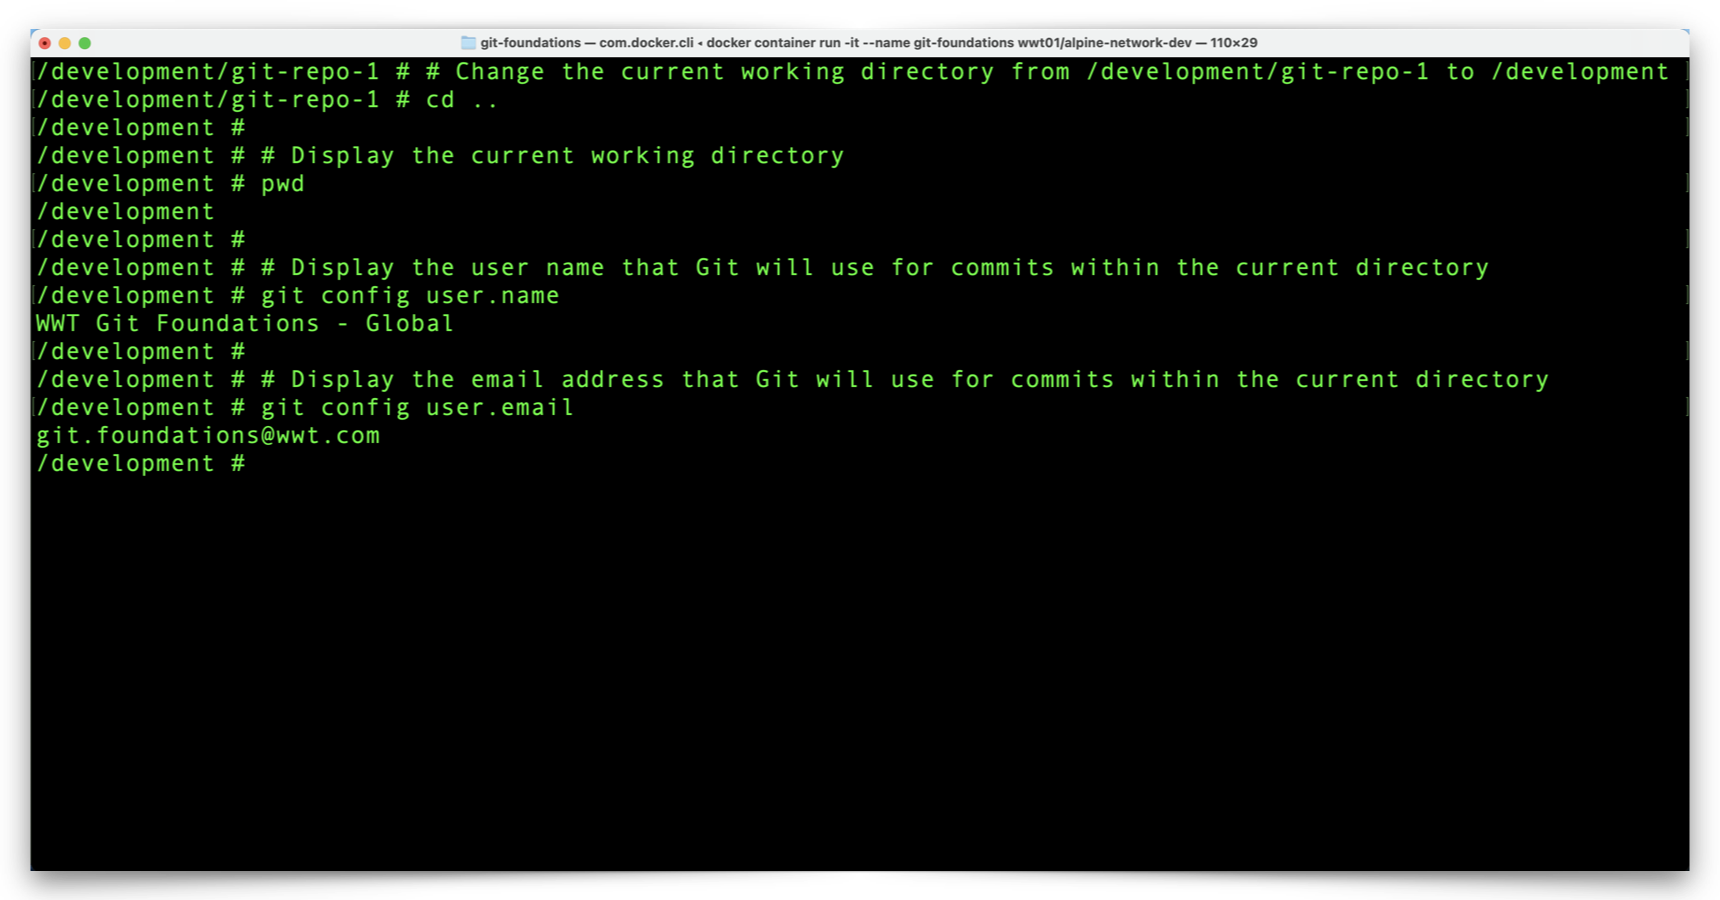 git-foundations — com.docker.cli ◂ docker container run -it --name git-foundations wwt01/alpine-network-dev — 110×29
/development/git-repo-1 # # Change the current working directory from /development/git-repo-1 to /development
/development/git-repo-1 # cd ..
/development #
/development # # Display the current working directory
/development # pwd
/development
/development #
/development # # Display the user name that Git will use for commits within the current directory
/development # git config user.name
WWT Git Foundations - Global
/development #
/development # # Display the email address that Git will use for commits within the current directory
/development # git config user.email
git.foundations@wwt.com
/development #